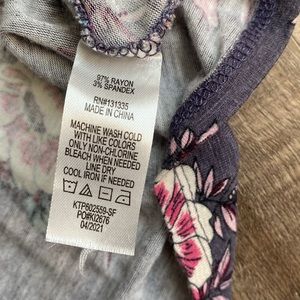 97% RAYON
3% SPANDEX
RN#131335
MADE IN CHINA
MACHINE WASH COLD
WITH LIKE COLORS
ONLY NON-CHLORINE
BLEACH WHEN NEEDED
LINE DRY
COOL IRON IF NEEDED
KTP602559-SF
PO#KI2676
04/2021